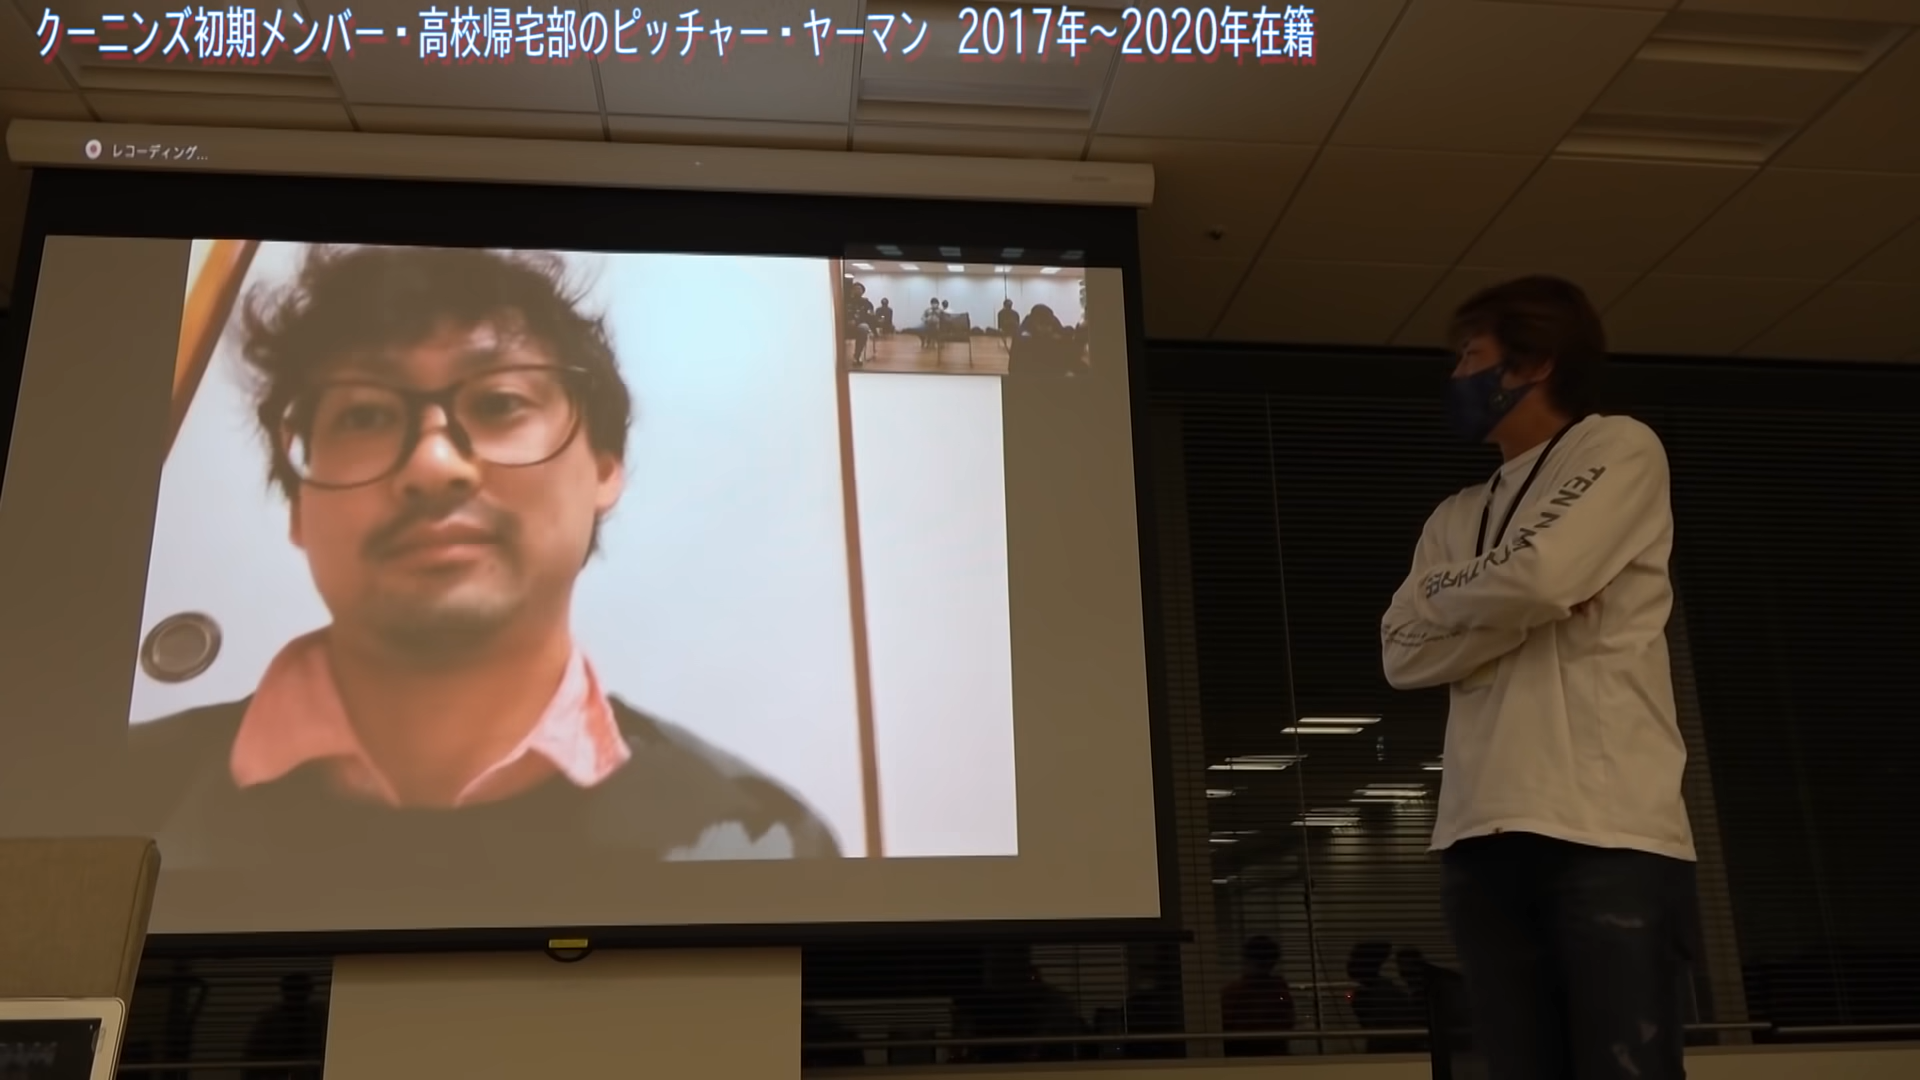 クーニンズ初期メンバー・高校帰宅部のピッチャー・ヤーマン 2017年～2020年在籍
レコーディング...